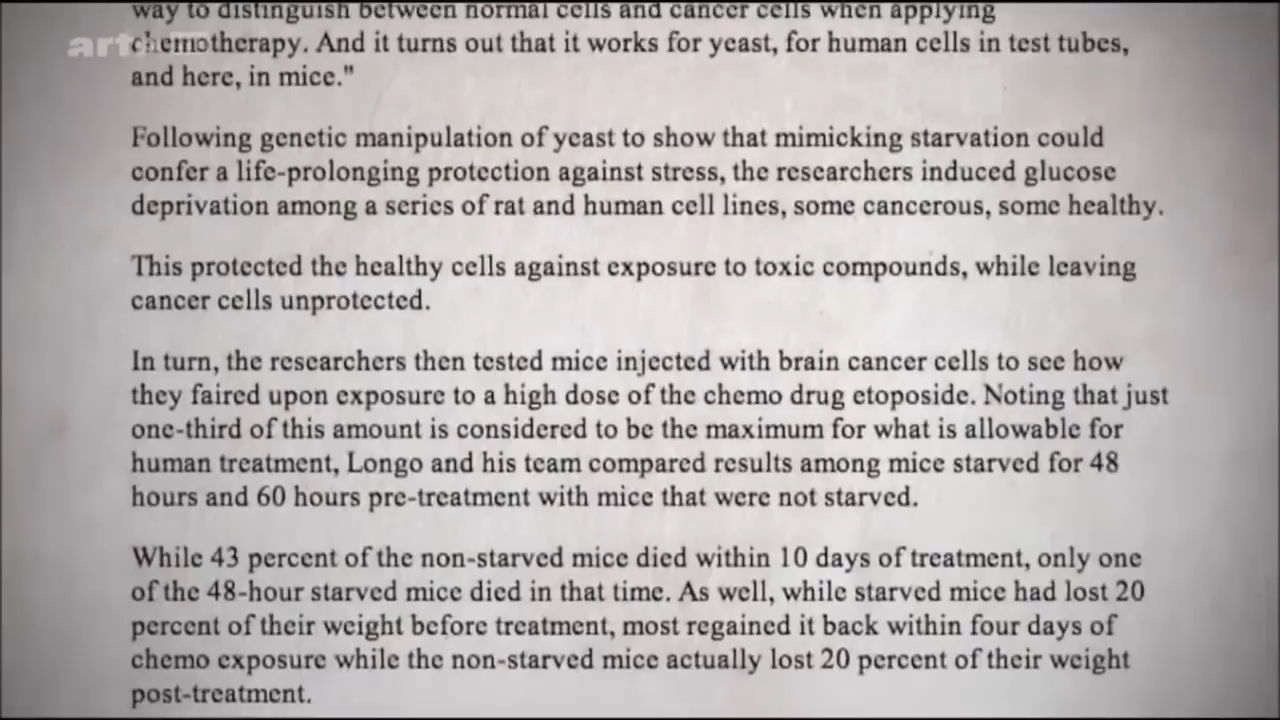 way to distinguish between normal cells and cancer cells when applying
arte
chemotherapy. And it turns out that it works for yeast, for human cells in test tubes,
and here, in mice."
Following genetic manipulation of yeast to show that mimicking starvation could
confer a life-prolonging protection against stress, the researchers induced glucose
deprivation among a series of rat and human cell lines, some cancerous, some healthy.
This protected the healthy cells against exposure to toxic compounds, while leaving
cancer cells unprotected.
In turn, the researchers then tested mice injected with brain cancer cells to see how
they faired upon exposure to a high dose of the chemo drug etoposide. Noting that just
one-third of this amount is considered to be the maximum for what is allowable for
human treatment, Longo and his team compared results among mice starved for 48
hours and 60 hours pre-treatment with mice that were not starved.
While 43 percent of the non-starved mice died within 10 days of treatment, only one
of the 48-hour starved mice died in that time. As well, while starved mice had lost 20
percent of their weight before treatment, most regained it back within four days of
chemo exposure while the non-starved mice actually lost 20 percent of their weight
post-treatment.